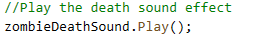 //Play the death sound effect
zombieDeathSound.Play();